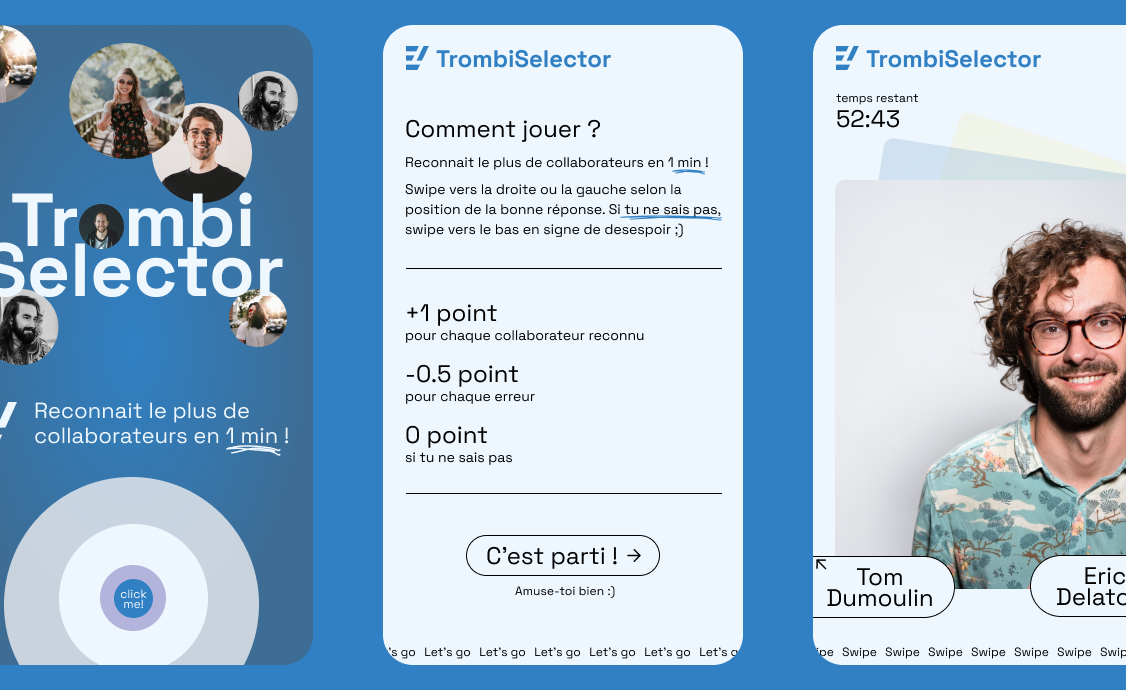 Trombi
Selector
Reconnait le plus de
collaborateurs en 1 min !
click
me!
TrombiSelector
Comment jouer ?
Reconnait le plus de collaborateurs en 1 min !
Swipe vers la droite ou la gauche selon la
position de la bonne réponse. Si tu ne sais pas,
swipe vers le bas en signe de desespoir ;)
+1 point
pour chaque collaborateur reconnu
-0.5 point
pour chaque erreur
0 point
si tu ne sais pas
C'est parti ! →
Amuse-toi bien :)
's go Let's go Let's go Let's go Let's go Let's go Let's g
TrombiSelector
temps restant
52:43
Tom
Dumoulin
Eric
Swipe Swipe Swipe Swipe Swipe Swipe